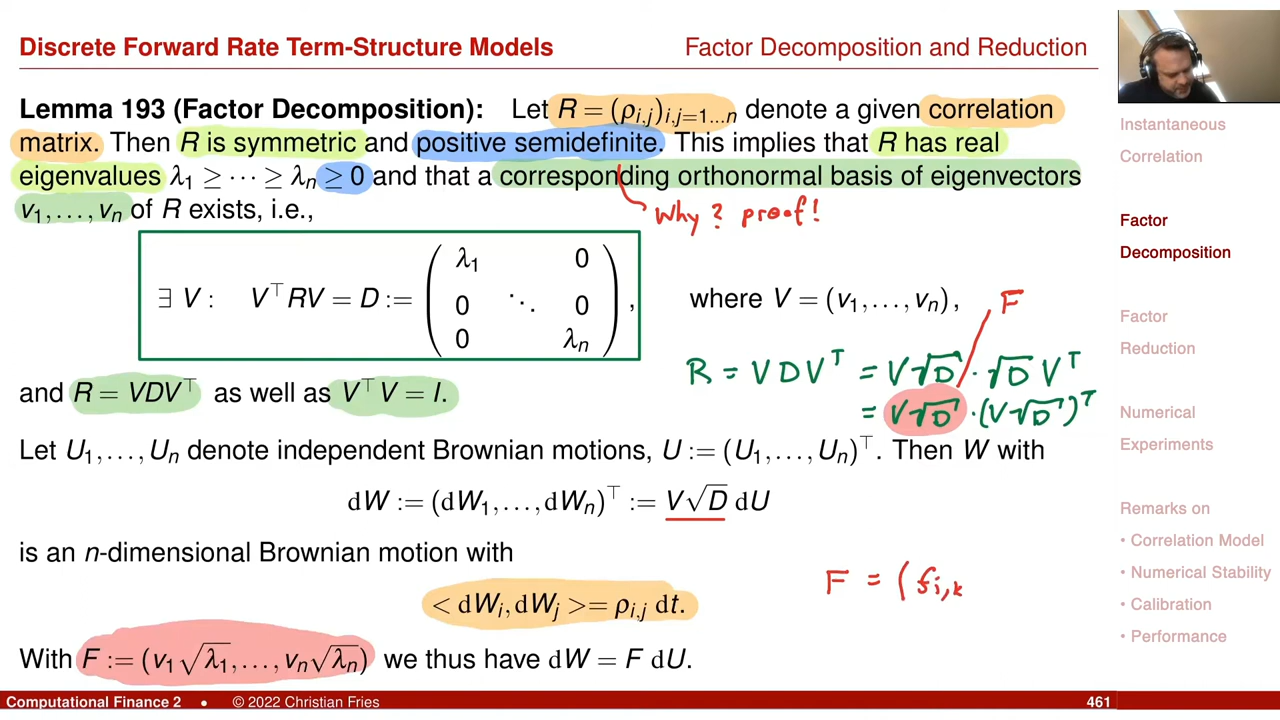 Discrete Forward Rate Term-Structure Models
Factor Decomposition and Reduction
Lemma 193 (Factor Decomposition): Let R = (ρi,j)i,j=1...n denote a given correlation
matrix. Then R is symmetric and positive semidefinite. This implies that R has real
eigenvalues λ1 ≥ ··· ≥ λn ≥ 0 and that a corresponding orthonormal basis of eigenvectors
v1,...,vn of R exists, i.e.,
Why? proof!
∃ V : V⊤RV = D :=
λ1 0
0 ⋱ 0
0 λn
, where V = (v1,...,vn),
F
R = VDV⊤ = V√D · √D V⊤
= V√D · (V√D)⊤
and R = VDV⊤ as well as V⊤V = I.
Let U1,...,Un denote independent Brownian motions, U := (U1,...,Un)⊤. Then W with
dW := (dW1,...,dWn)⊤ := V√D dU
is an n-dimensional Brownian motion with
F = (fi,k
< dWi,dWj >= ρi,j dt.
With F := (v1√λ1,...,vn√λn) we thus have dW = F dU.
Instantaneous
Correlation
Factor
Decomposition
Factor
Reduction
Numerical
Experiments
Remarks on
• Correlation Model
• Numerical Stability
• Calibration
• Performance
Computational Finance 2 • © 2022 Christian Fries 461